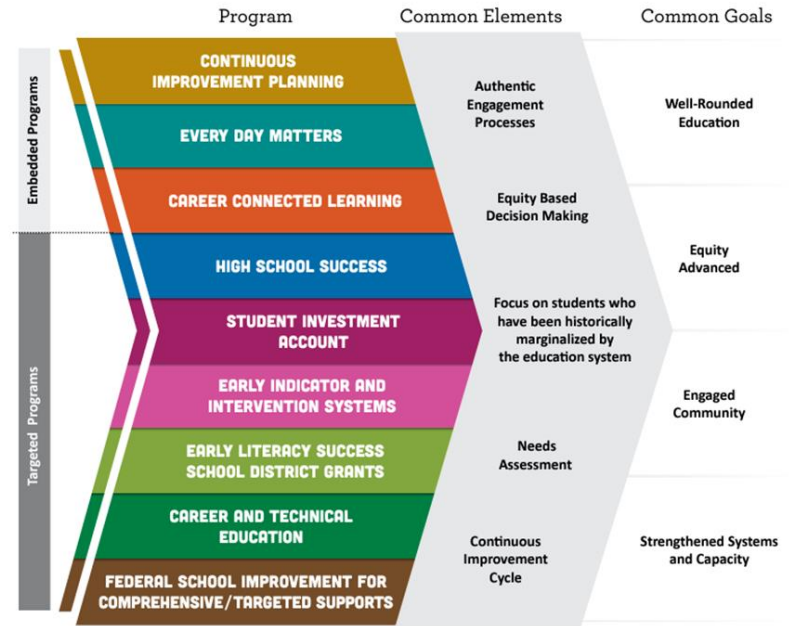 Program
Common Elements
Common Goals
Embedded Programs
Targeted Programs
CONTINUOUS
IMPROVEMENT PLANNING
EVERY DAY MATTERS
CAREER CONNECTED LEARNING
HIGH SCHOOL SUCCESS
STUDENT INVESTMENT
ACCOUNT
EARLY INDICATOR AND
INTERVENTION SYSTEMS
EARLY LITERACY SUCCESS
SCHOOL DISTRICT GRANTS
CAREER AND TECHNICAL
EDUCATION
FEDERAL SCHOOL IMPROVEMENT FOR
COMPREHENSIVE/TARGETED SUPPORTS
Authentic
Engagement
Processes
Equity Based
Decision Making
Focus on students who
have been historically
marginalized by
the education system
Needs
Assessment
Continuous
Improvement
Cycle
Well-Rounded
Education
Equity
Advanced
Engaged
Community
Strengthened Systems
and Capacity